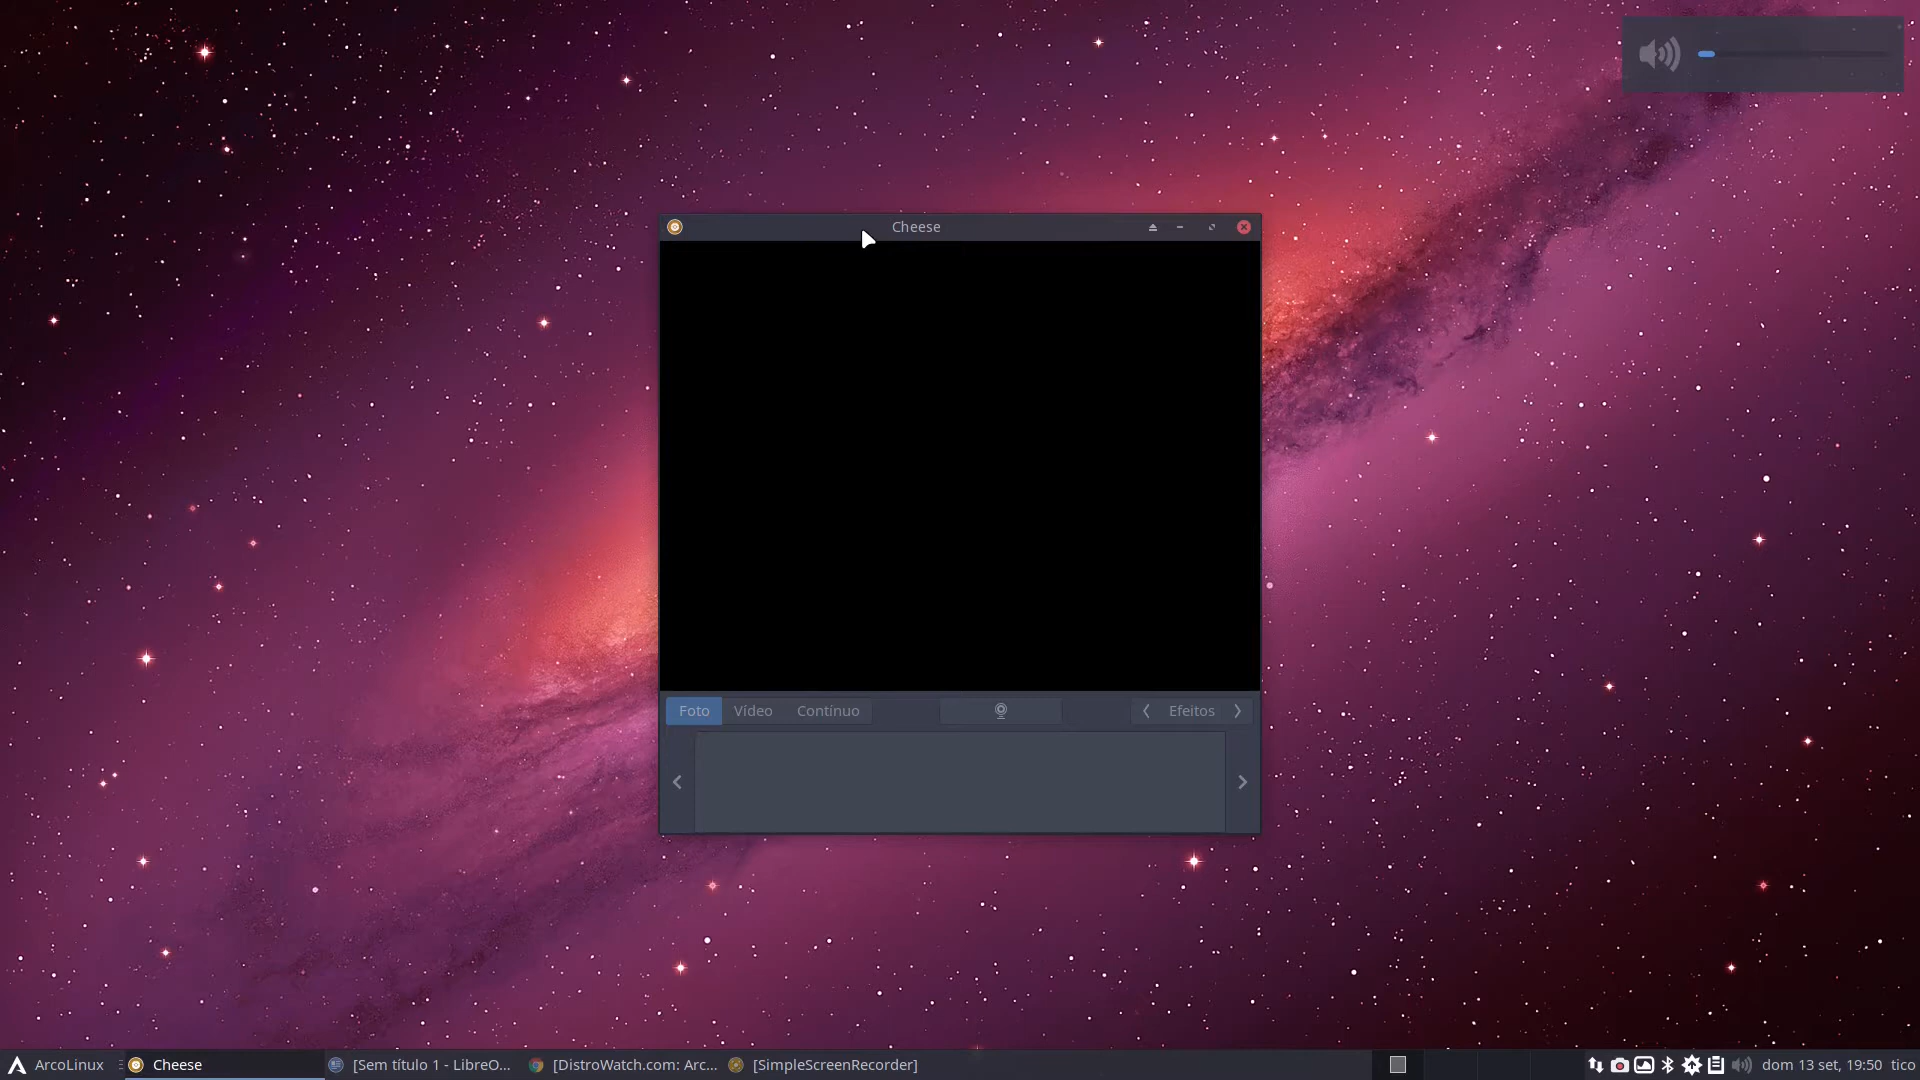 Cheese
Foto Vídeo Contínuo Efeitos
ArcoLinux Cheese [Sem título 1 - LibreO... [DistroWatch.com: Arc... [SimpleScreenRecorder] dom 13 set, 19:50 tico